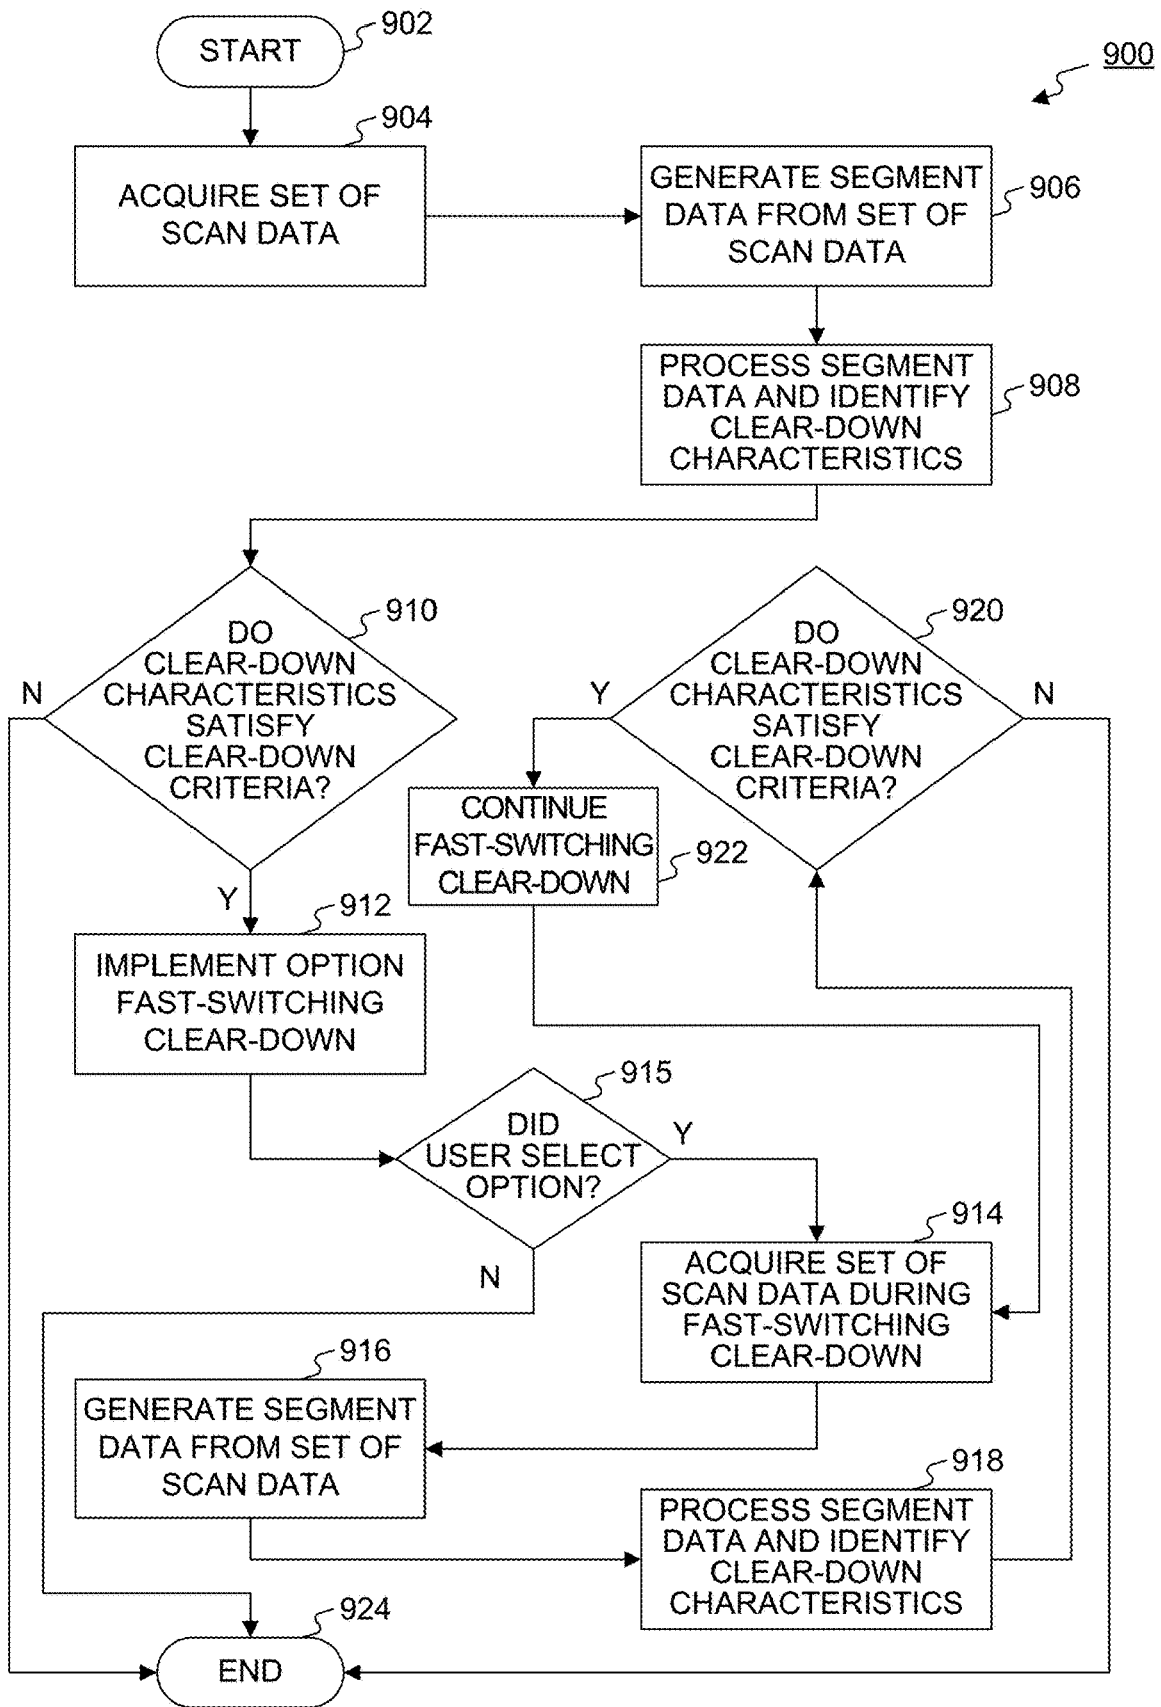 START
902
900
904
ACQUIRE SET OF
SCAN DATA
GENERATE SEGMENT
DATA FROM SET OF
SCAN DATA
906
PROCESS SEGMENT
DATA AND IDENTIFY
CLEAR-DOWN
CHARACTERISTICS
908
910
DO
CLEAR-DOWN
CHARACTERISTICS
SATISFY
CLEAR-DOWN
CRITERIA?
N
Y
920
DO
CLEAR-DOWN
CHARACTERISTICS
SATISFY
CLEAR-DOWN
CRITERIA?
Y
N
CONTINUE
FAST-SWITCHING
CLEAR-DOWN
922
912
IMPLEMENT OPTION
FAST-SWITCHING
CLEAR-DOWN
915
DID
USER SELECT
OPTION?
Y
N
914
ACQUIRE SET OF
SCAN DATA DURING
FAST-SWITCHING
CLEAR-DOWN
916
GENERATE SEGMENT
DATA FROM SET OF
SCAN DATA
918
PROCESS SEGMENT
DATA AND IDENTIFY
CLEAR-DOWN
CHARACTERISTICS
924
END